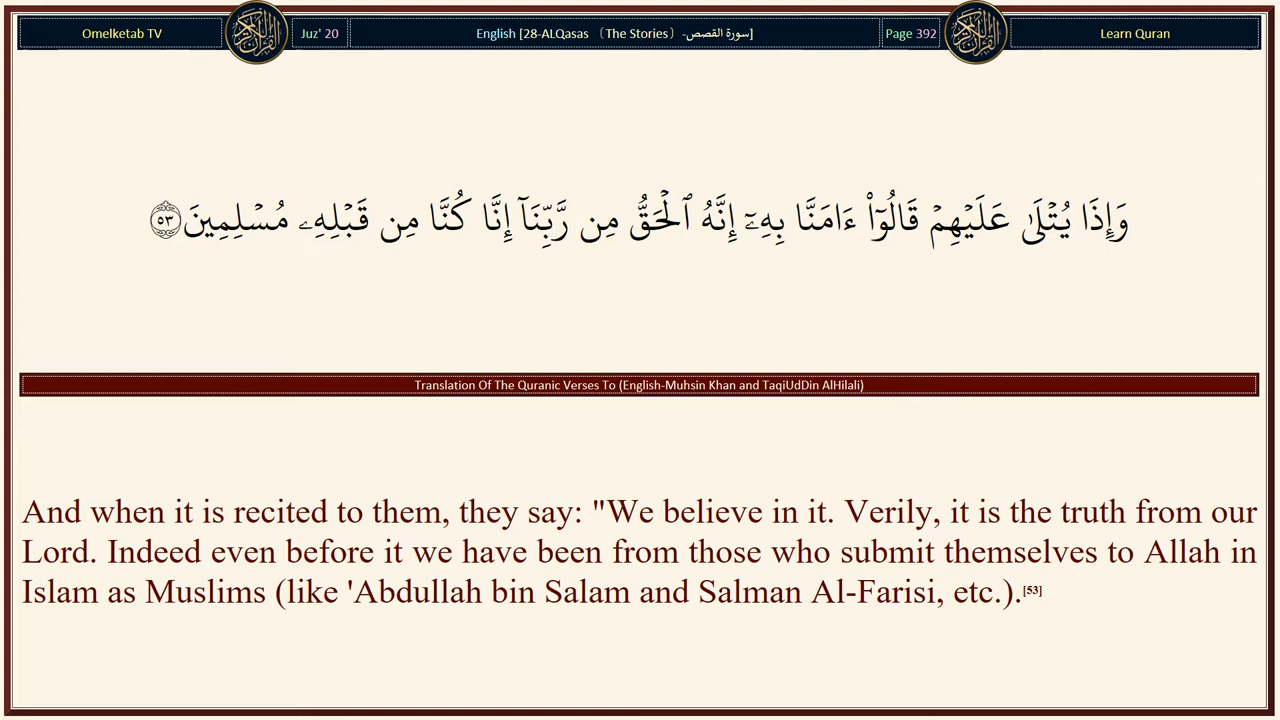 Omelketab TV
Juz' 20
English [28-ALQasas 〔The Stories〕-سورة القصص]
Page 392
Learn Quran
وَإِذَا يُتۡلَىٰ عَلَيۡهِمۡ قَالُوٓاْ ءَامَنَّا بِهِۦٓ إِنَّهُ ٱلۡحَقُّ مِن رَّبِّنَآ إِنَّا كُنَّا مِن قَبۡلِهِۦ مُسۡلِمِينَ ٥٣
Translation Of The Quranic Verses To (English-Muhsin Khan and TaqiUdDin AlHilali)
And when it is recited to them, they say: "We believe in it. Verily, it is the truth from our
Lord. Indeed even before it we have been from those who submit themselves to Allah in
Islam as Muslims (like 'Abdullah bin Salam and Salman Al-Farisi, etc.).[53]